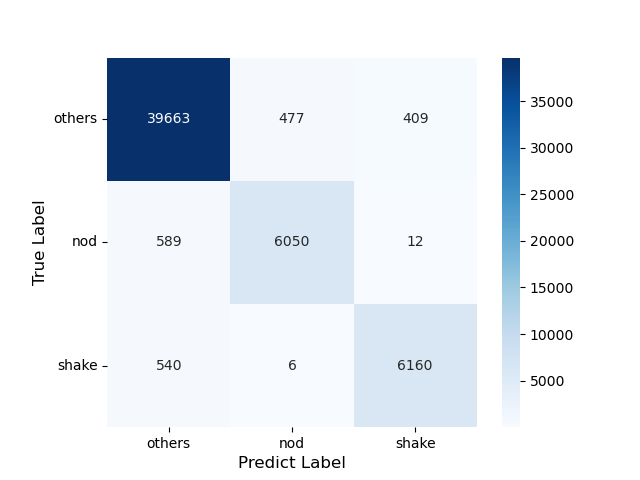 others 39663 477 409
nod 589 6050 12
shake 540 6 6160
others nod shake
True Label
Predict Label
35000
30000
25000
20000
15000
10000
5000